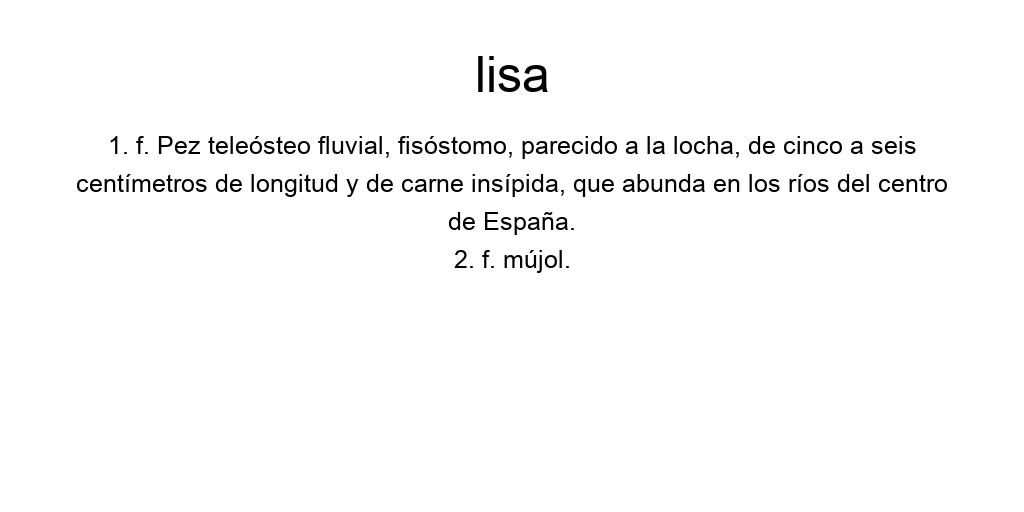 lisa
1. f. Pez teleósteo fluvial, fisóstomo, parecido a la locha, de cinco a seis
centímetros de longitud y de carne insípida, que abunda en los ríos del centro
de España.
2. f. mújol.